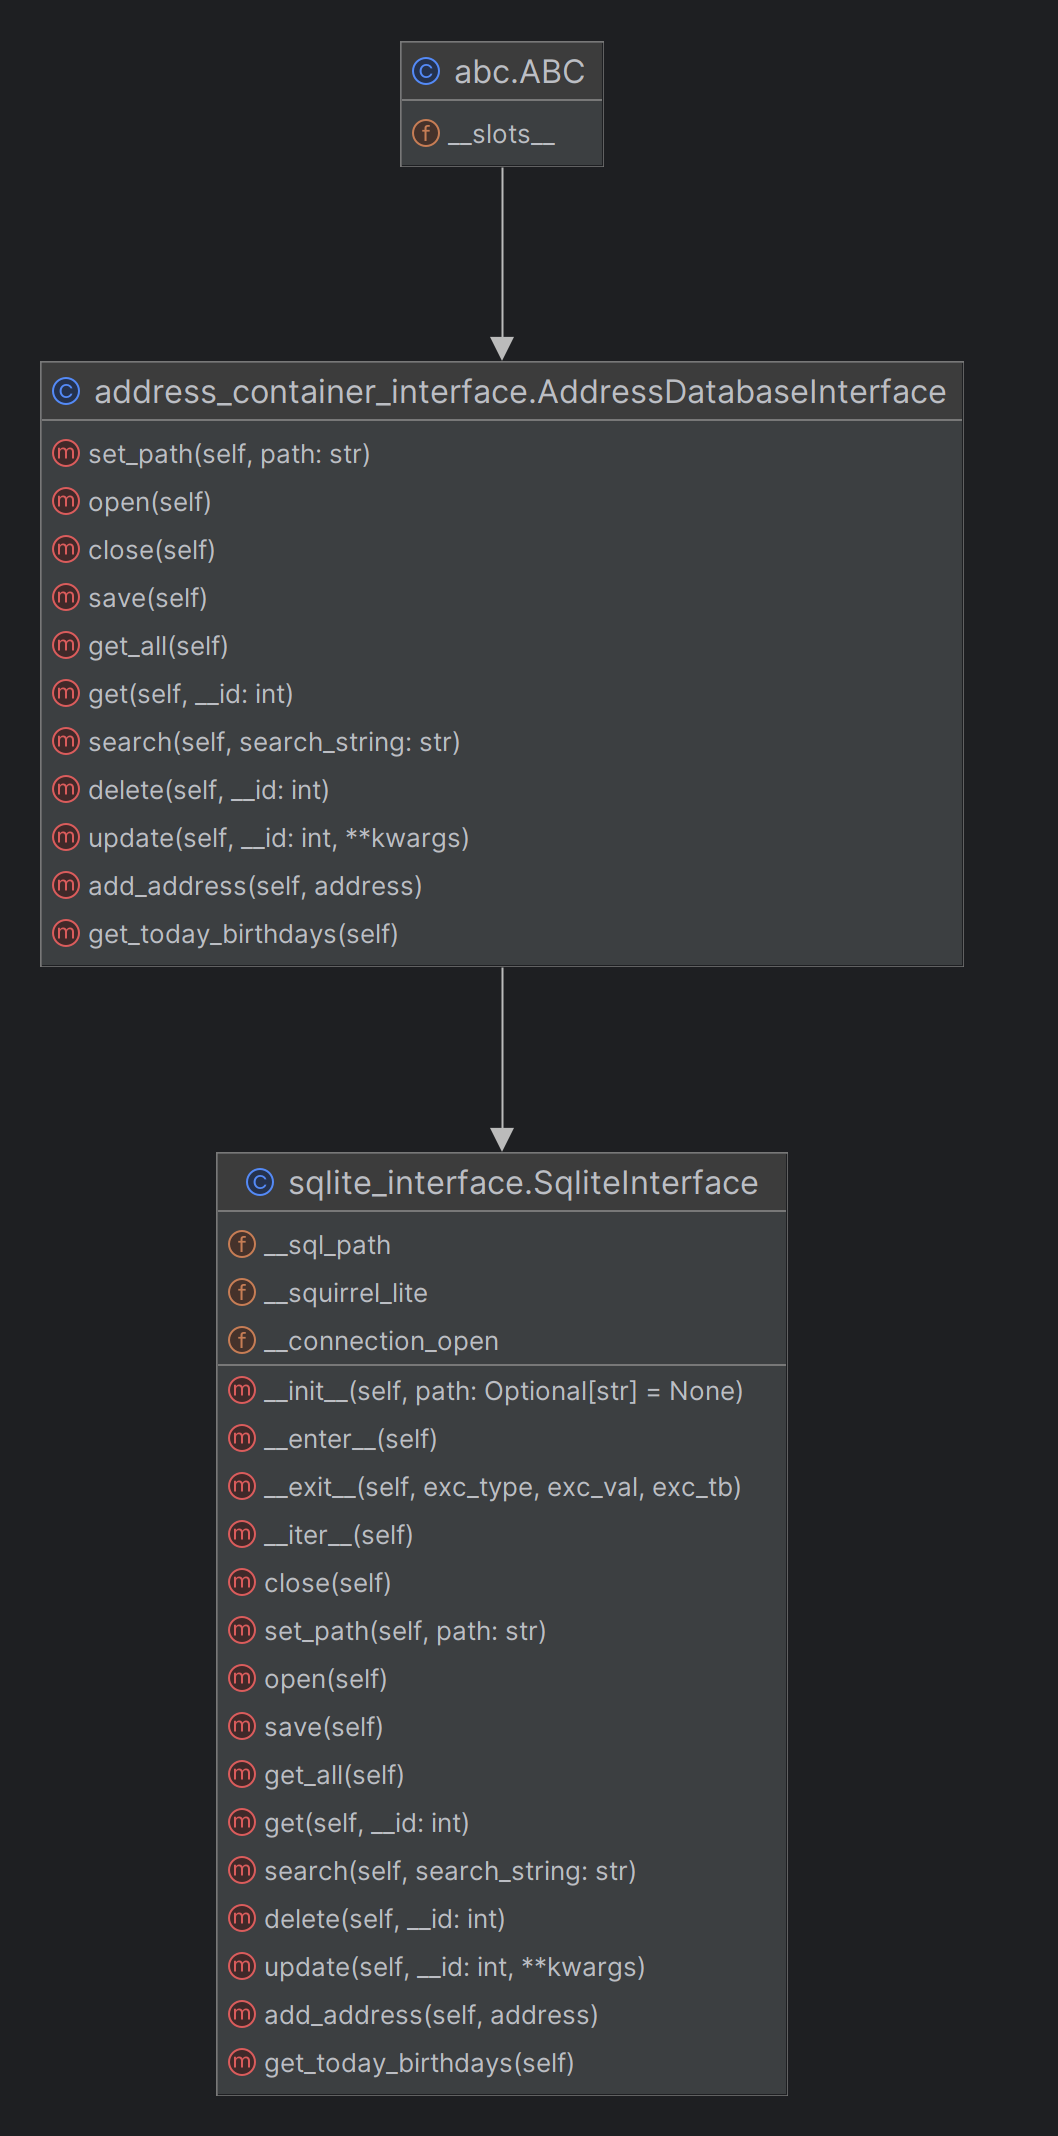 abc.ABC
__slots__
address_container_interface.AddressDatabaseInterface
set_path(self, path: str)
open(self)
close(self)
save(self)
get_all(self)
get(self, __id: int)
search(self, search_string: str)
delete(self, __id: int)
update(self, __id: int, **kwargs)
add_address(self, address)
get_today_birthdays(self)
sqlite_interface.SqliteInterface
__sql_path
__squirrel_lite
__connection_open
__init__(self, path: Optional[str] = None)
__enter__(self)
__exit__(self, exc_type, exc_val, exc_tb)
__iter__(self)
close(self)
set_path(self, path: str)
open(self)
save(self)
get_all(self)
get(self, __id: int)
search(self, search_string: str)
delete(self, __id: int)
update(self, __id: int, **kwargs)
add_address(self, address)
get_today_birthdays(self)